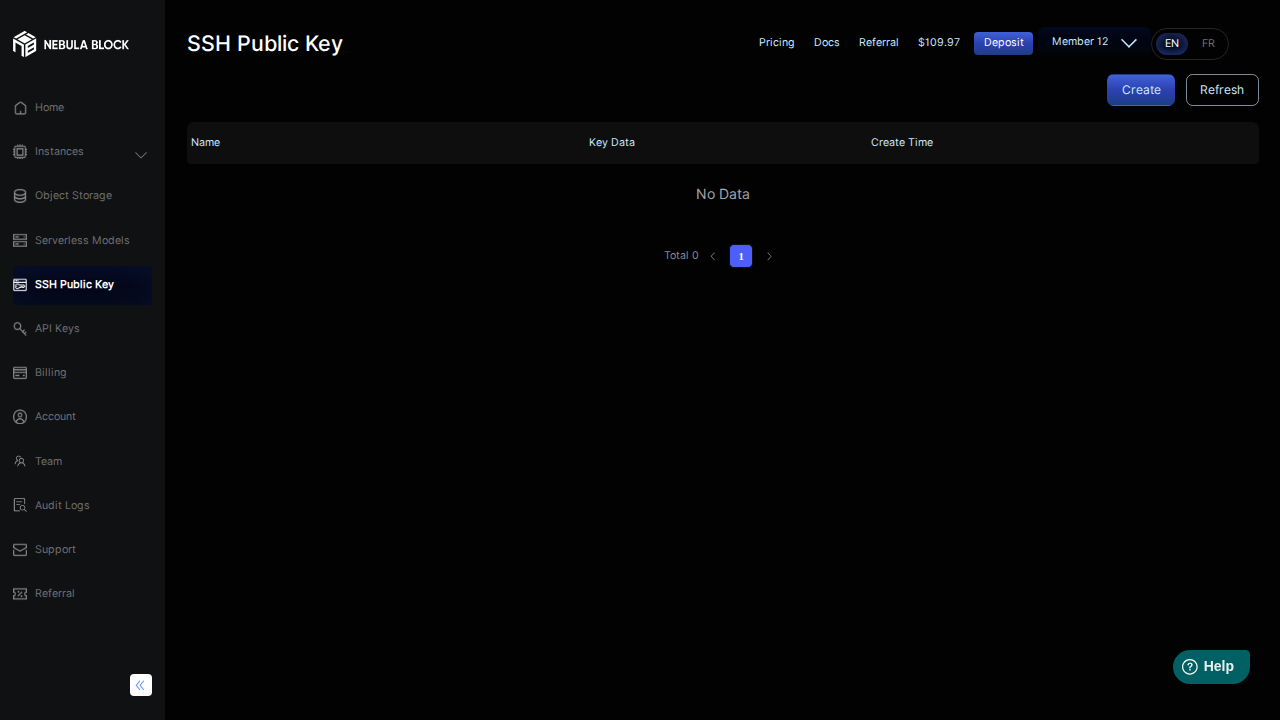 NEBULA BLOCK
Home
Instances
Object Storage
Serverless Models
SSH Public Key
API Keys
Billing
Account
Team
Audit Logs
Support
Referral
SSH Public Key
Pricing Docs Referral $109.97 Deposit Member 12 EN FR
Create Refresh
Name Key Data Create Time
No Data
Total 0 1
Help